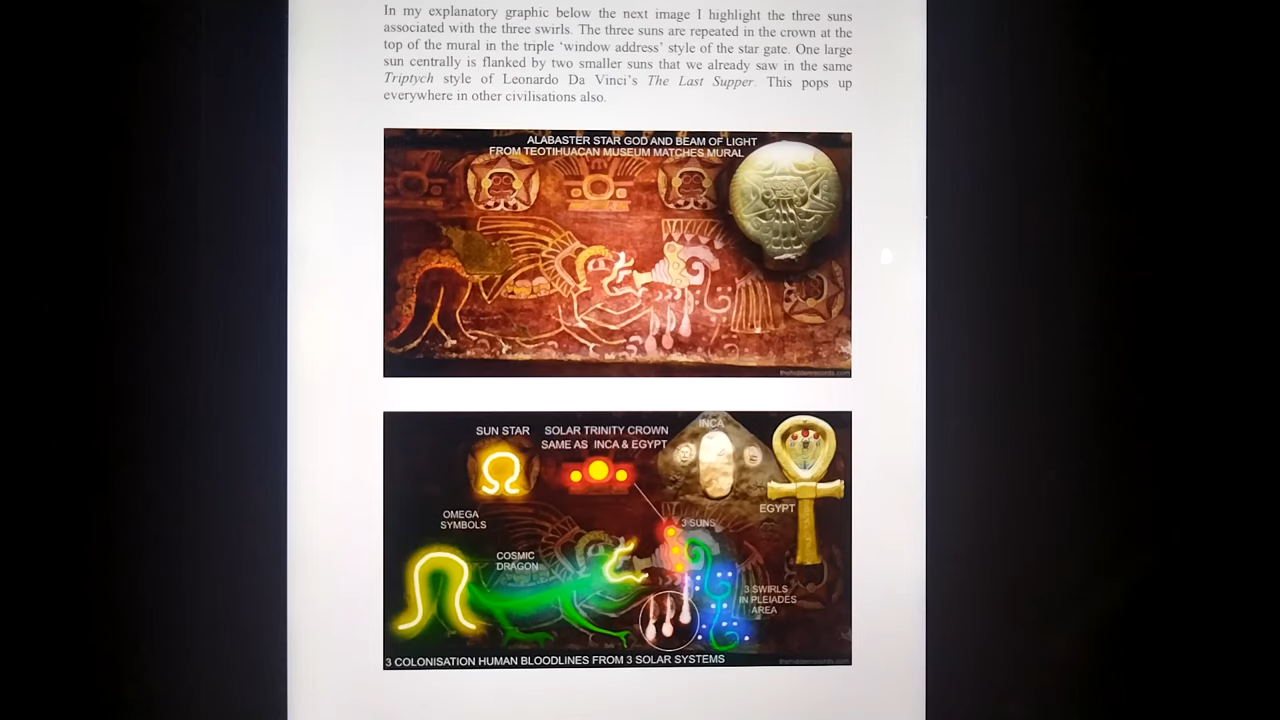 In my explanatory graphic below the next image I highlight the three suns
associated with the three swirls. The three suns are repeated in the crown at the
top of the mural in the triple ‘window address’ style of the star gate. One large
sun centrally is flanked by two smaller suns that we already saw in the same
Triptych style of Leonardo Da Vinci’s The Last Supper. This pops up
everywhere in other civilisations also.
ALABASTER STAR GOD AND BEAM OF LIGHT
FROM TEOTIHUACAN MUSEUM MATCHES MURAL
thehiddenrecords.com
SUN STAR
SOLAR TRINITY CROWN
SAME AS INCA & EGYPT
INCA
EGYPT
OMEGA
SYMBOLS
3 SUNS
COSMIC
DRAGON
3 SWIRLS
IN PLEIADES
AREA
3 COLONISATION HUMAN BLOODLINES FROM 3 SOLAR SYSTEMS
thehiddenrecords.com